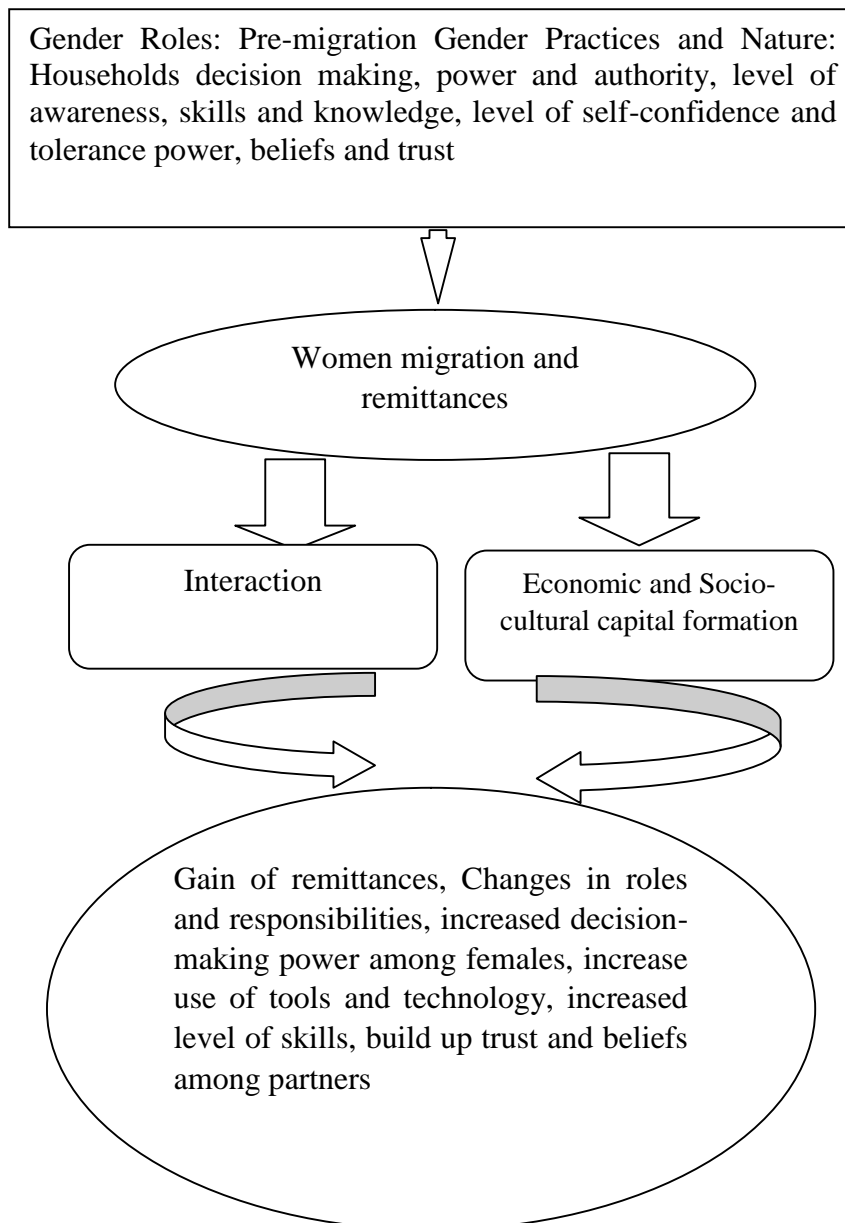 Gender Roles: Pre-migration Gender Practices and Nature:
Households decision making, power and authority, level of
awareness, skills and knowledge, level of self-confidence and
tolerance power, beliefs and trust
Women migration and
remittances
Interaction
Economic and Socio-
cultural capital formation
Gain of remittances, Changes in roles
and responsibilities, increased decision-
making power among females, increase
use of tools and technology, increased
level of skills, build up trust and beliefs
among partners